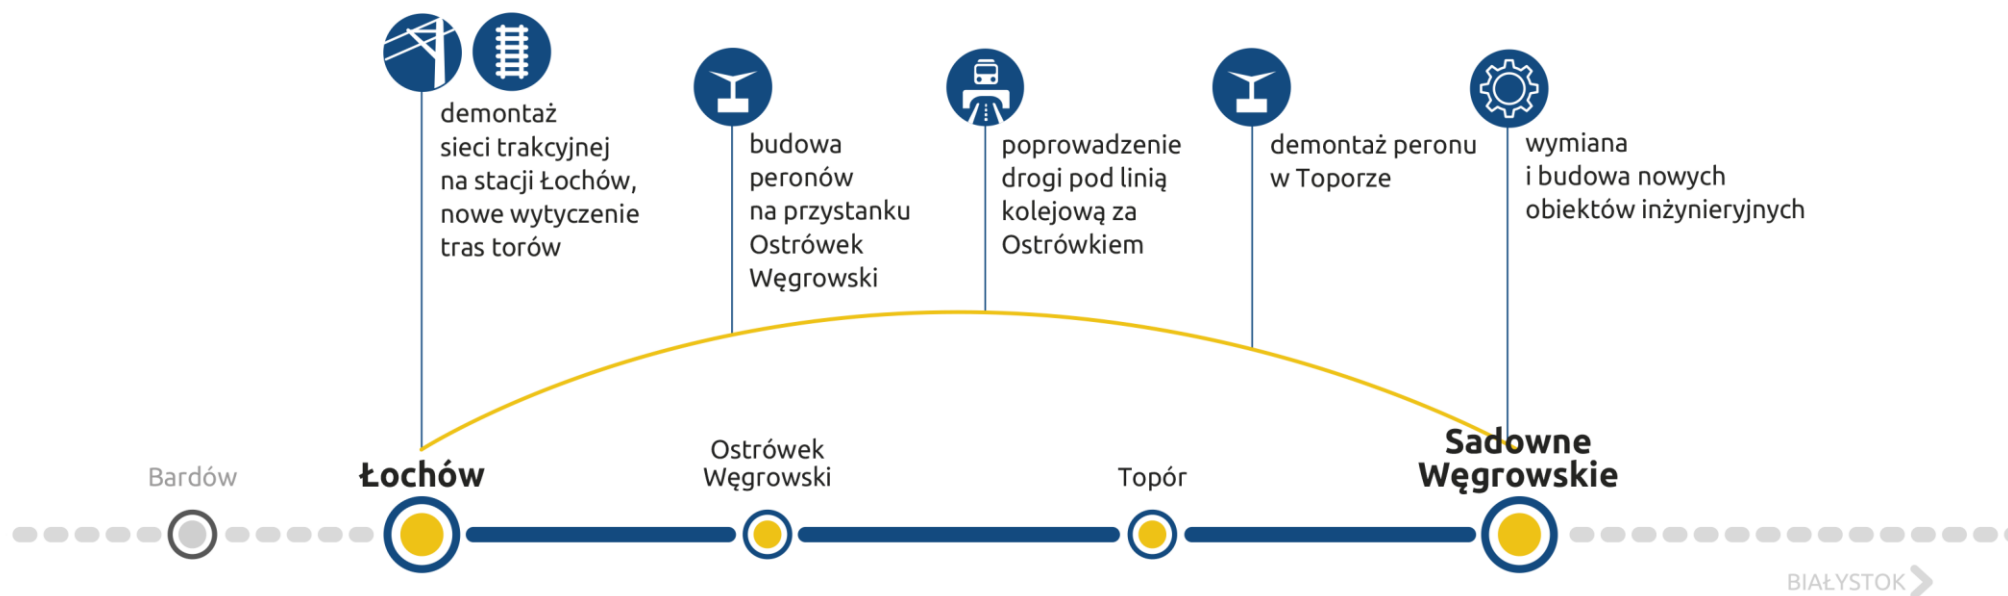 demontaż
sieci trakcyjnej
na stacji Łochów,
nowe wytyczenie
tras torów
budowa
peronów
na przystanku
Ostrówek
Węgrowski
poprowadzenie
drogi pod linią
kolejową za
Ostrówkiem
demontaż peronu
w Toporze
wymiana
i budowa nowych
obiektów inżynieryjnych
Bardów
Łochów
Ostrówek
Węgrowski
Topór
Sadowne
Węgrowskie
BIAŁYSTOK